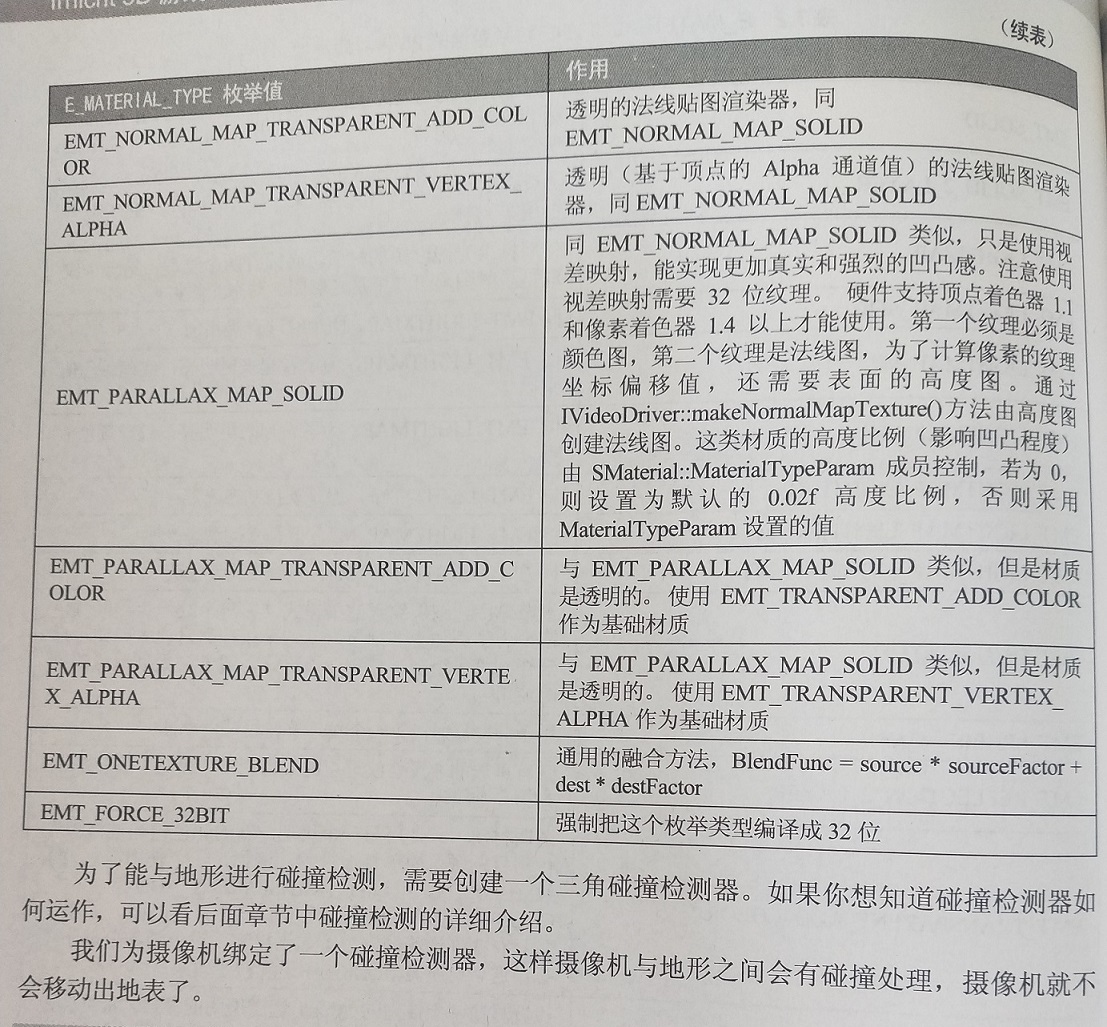 （续表）
E_MATERIAL_TYPE 枚举值
作用
EMT_NORMAL_MAP_TRANSPARENT_ADD_COL
OR
透明的法线贴图渲染器，同
EMT_NORMAL_MAP_SOLID
EMT_NORMAL_MAP_TRANSPARENT_VERTEX_
ALPHA
透明（基于顶点的 Alpha 通道值）的法线贴图渲染
器，同 EMT_NORMAL_MAP_SOLID
EMT_PARALLAX_MAP_SOLID
同 EMT_NORMAL_MAP_SOLID 类似，只是使用视
差映射，能实现更加真实和强烈的凹凸感。注意使用
视差映射需要 32 位纹理。 硬件支持顶点着色器 1.1
和像素着色器 1.4 以上才能使用。第一个纹理必须是
颜色图，第二个纹理是法线图，为了计算像素的纹理
坐标偏移值，还需要表面的高度图。通过
IVideoDriver::makeNormalMapTexture()方法由高度图
创建法线图。这类材质的高度比例（影响凹凸程度）
由 SMaterial::MaterialTypeParam 成员控制，若为 0，
则设置为默认的 0.02f 高度比例，否则采用
MaterialTypeParam 设置的值
EMT_PARALLAX_MAP_TRANSPARENT_ADD_C
OLOR
与 EMT_PARALLAX_MAP_SOLID 类似，但是材质
是透明的。 使用 EMT_TRANSPARENT_ADD_COLOR
作为基础材质
EMT_PARALLAX_MAP_TRANSPARENT_VERTE
X_ALPHA
与 EMT_PARALLAX_MAP_SOLID 类似，但是材质
是透明的。 使用 EMT_TRANSPARENT_VERTEX_
ALPHA 作为基础材质
EMT_ONETEXTURE_BLEND
通用的融合方法，BlendFunc = source * sourceFactor +
dest * destFactor
EMT_FORCE_32BIT
强制把这个枚举类型编译成 32 位
为了能与地形进行碰撞检测，需要创建一个三角碰撞检测器。如果你想知道碰撞检测器如
何运作，可以看后面章节中碰撞检测的详细介绍。
我们为摄像机绑定了一个碰撞检测器，这样摄像机与地形之间会有碰撞处理，摄像机就不
会移动出地表了。